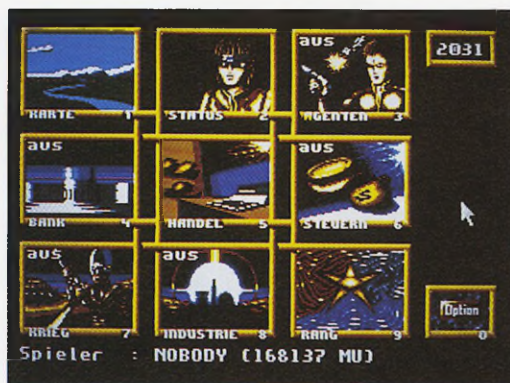 aus 2031
KARTE 1 STATUS 2 AGENTEN 3
aus aus
BANK 4 HANDEL 5 STEUERN 6
aus aus
Option
KRIEG 7 INDUSTRIE 8 RANG 9 0
Spieler : NOBODY (168137 MU)